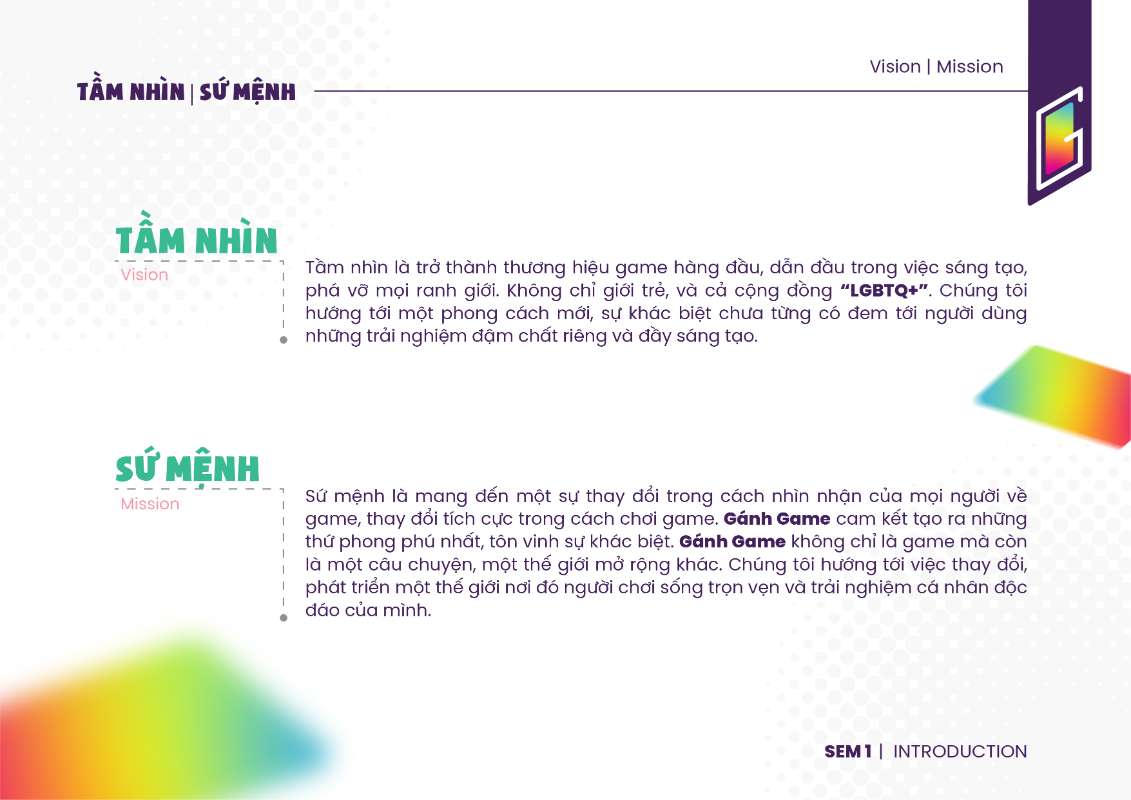 Vision | Mission
TẦM NHÌN | SỨ MỆNH
TẦM NHÌN
Vision
Tầm nhìn là trở thành thương hiệu game hàng đầu, dẫn đầu trong việc sáng tạo,
phá vỡ mọi ranh giới. Không chỉ giới trẻ, và cả cộng đồng “LGBTQ+”. Chúng tôi
hướng tới một phong cách mới, sự khác biệt chưa từng có đem tới người dùng
những trải nghiệm đậm chất riêng và đầy sáng tạo.
SỨ MỆNH
Mission
Sứ mệnh là mang đến một sự thay đổi trong cách nhìn nhận của mọi người về
game, thay đổi tích cực trong cách chơi game. Gánh Game cam kết tạo ra những
thứ phong phú nhất, tôn vinh sự khác biệt. Gánh Game không chỉ là game mà còn
là một câu chuyện, một thế giới mở rộng khác. Chúng tôi hướng tới việc thay đổi,
phát triển một thế giới nơi đó người chơi sống trọn vẹn và trải nghiệm cá nhân độc
đáo của mình.
SEM 1 | INTRODUCTION